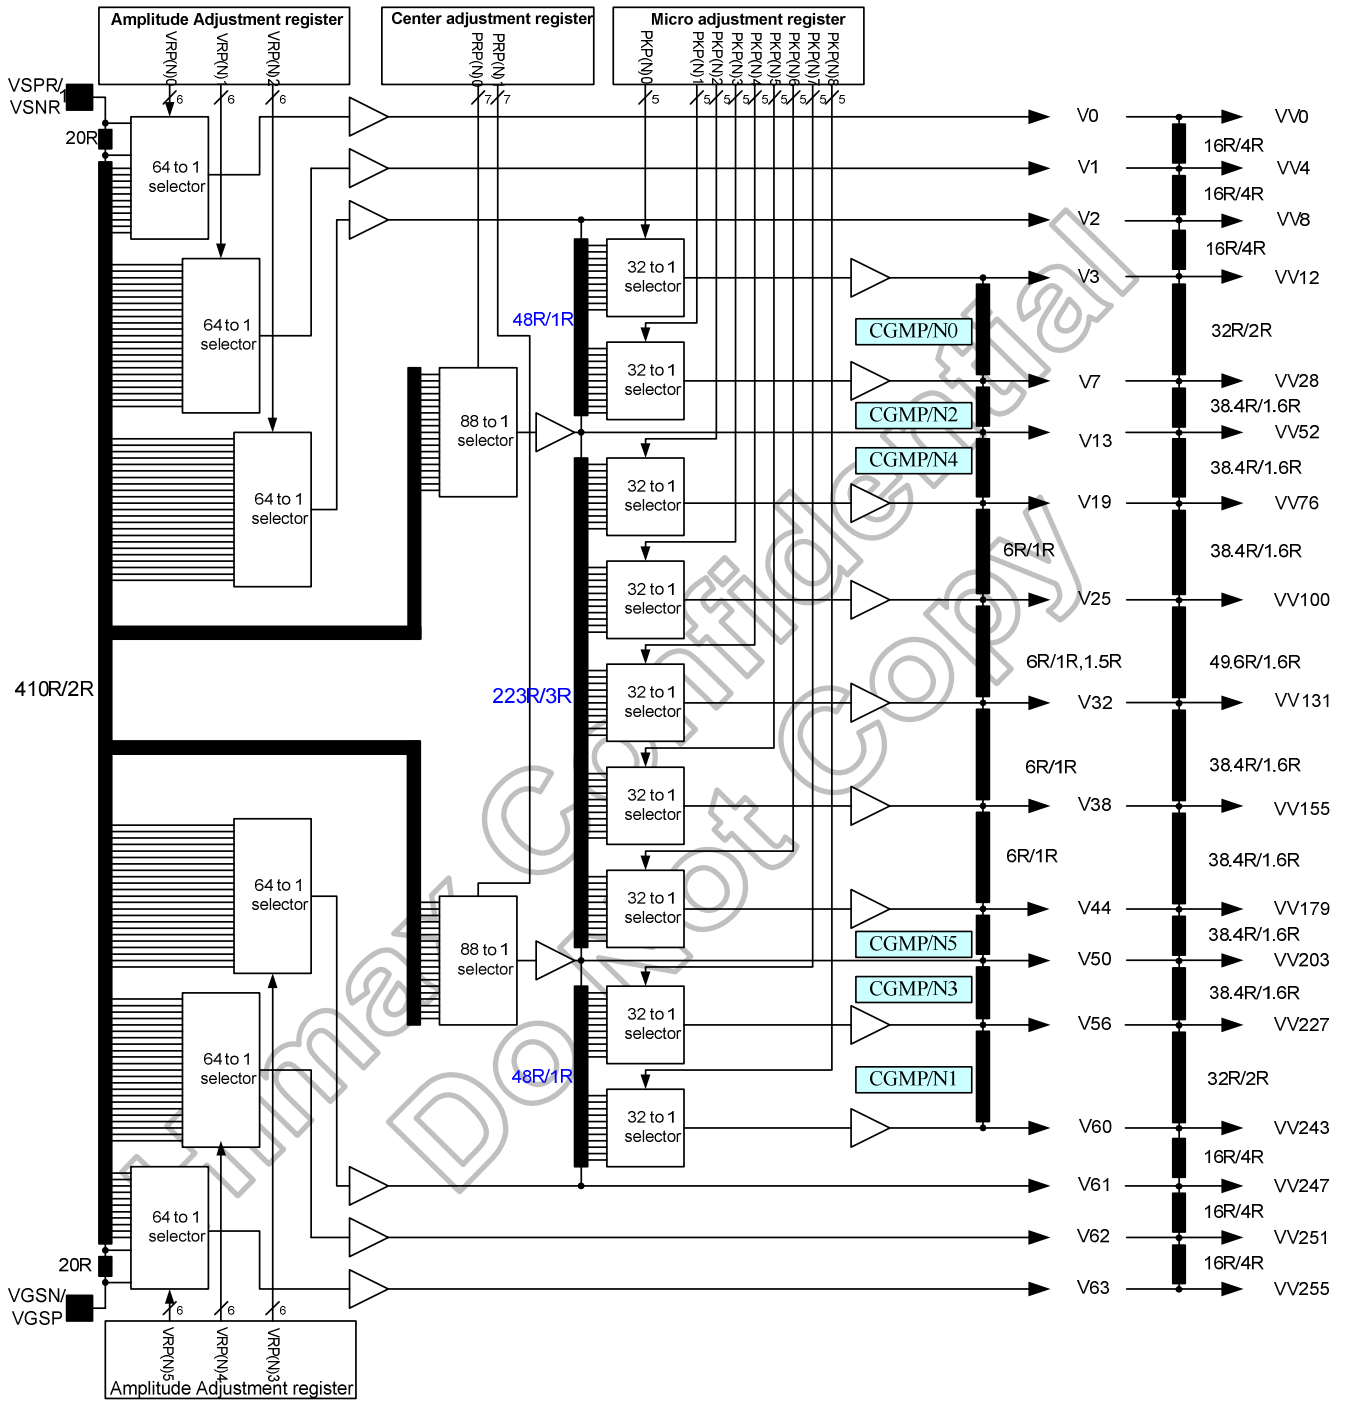 Amplitude Adjustment register
Center adjustment register
Micro adjustment register
VRP(N)0
VRP(N)1
VRP(N)2
PRP(N)0
PRP(N)1
PKP(N)0
PKP(N)1
PKP(N)2
PKP(N)3
PKP(N)4
PKP(N)5
PKP(N)6
PKP(N)7
PKP(N)8
6
6
6
7
7
5
5
5
5
5
5
5
5
5
VSPR/
VSNR
1
20R
64 to 1
selector
64 to 1
selector
64 to 1
selector
88 to 1
selector
410R/2R
64 to 1
selector
64 to 1
selector
64 to 1
selector
88 to 1
selector
20R
VGSN/
VGSP
6
6
6
VRP(N)5
VRP(N)4
VRP(N)3
Amplitude Adjustment register
48R/1R
223R/3R
48R/1R
32 to 1
selector
32 to 1
selector
32 to 1
selector
32 to 1
selector
32 to 1
selector
32 to 1
selector
32 to 1
selector
32 to 1
selector
32 to 1
selector
CGMP/N0
CGMP/N2
CGMP/N4
6R/1R
6R/1R,1.5R
6R/1R
6R/1R
CGMP/N5
CGMP/N3
CGMP/N1
V0
V1
V2
V3
V7
V13
V19
V25
V32
V38
V44
V50
V56
V60
V61
V62
V63
16R/4R
16R/4R
16R/4R
32R/2R
38.4R/1.6R
38.4R/1.6R
38.4R/1.6R
49.6R/1.6R
38.4R/1.6R
38.4R/1.6R
38.4R/1.6R
38.4R/1.6R
32R/2R
16R/4R
16R/4R
16R/4R
VV0
VV4
VV8
VV12
VV28
VV52
VV76
VV100
VV131
VV155
VV179
VV203
VV227
VV243
VV247
VV251
VV255
Himax Confidential
Do Not Copy